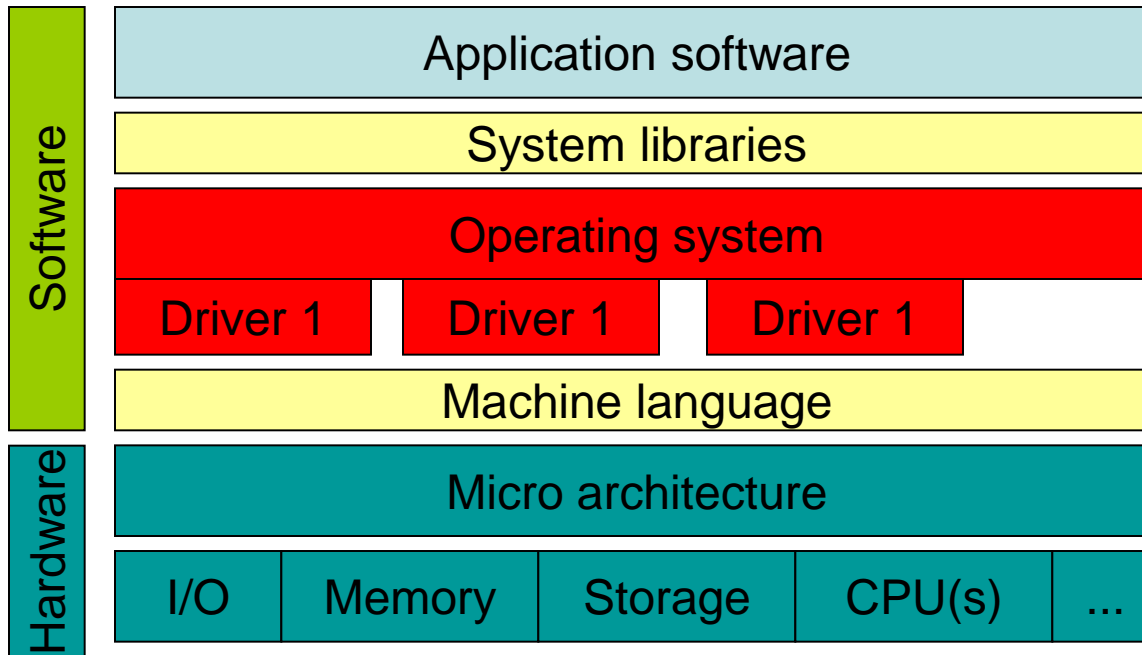 Software
Application software
System libraries
Operating system
Driver 1 Driver 1 Driver 1
Machine language
Hardware
Micro architecture
I/O Memory Storage CPU(s) ...